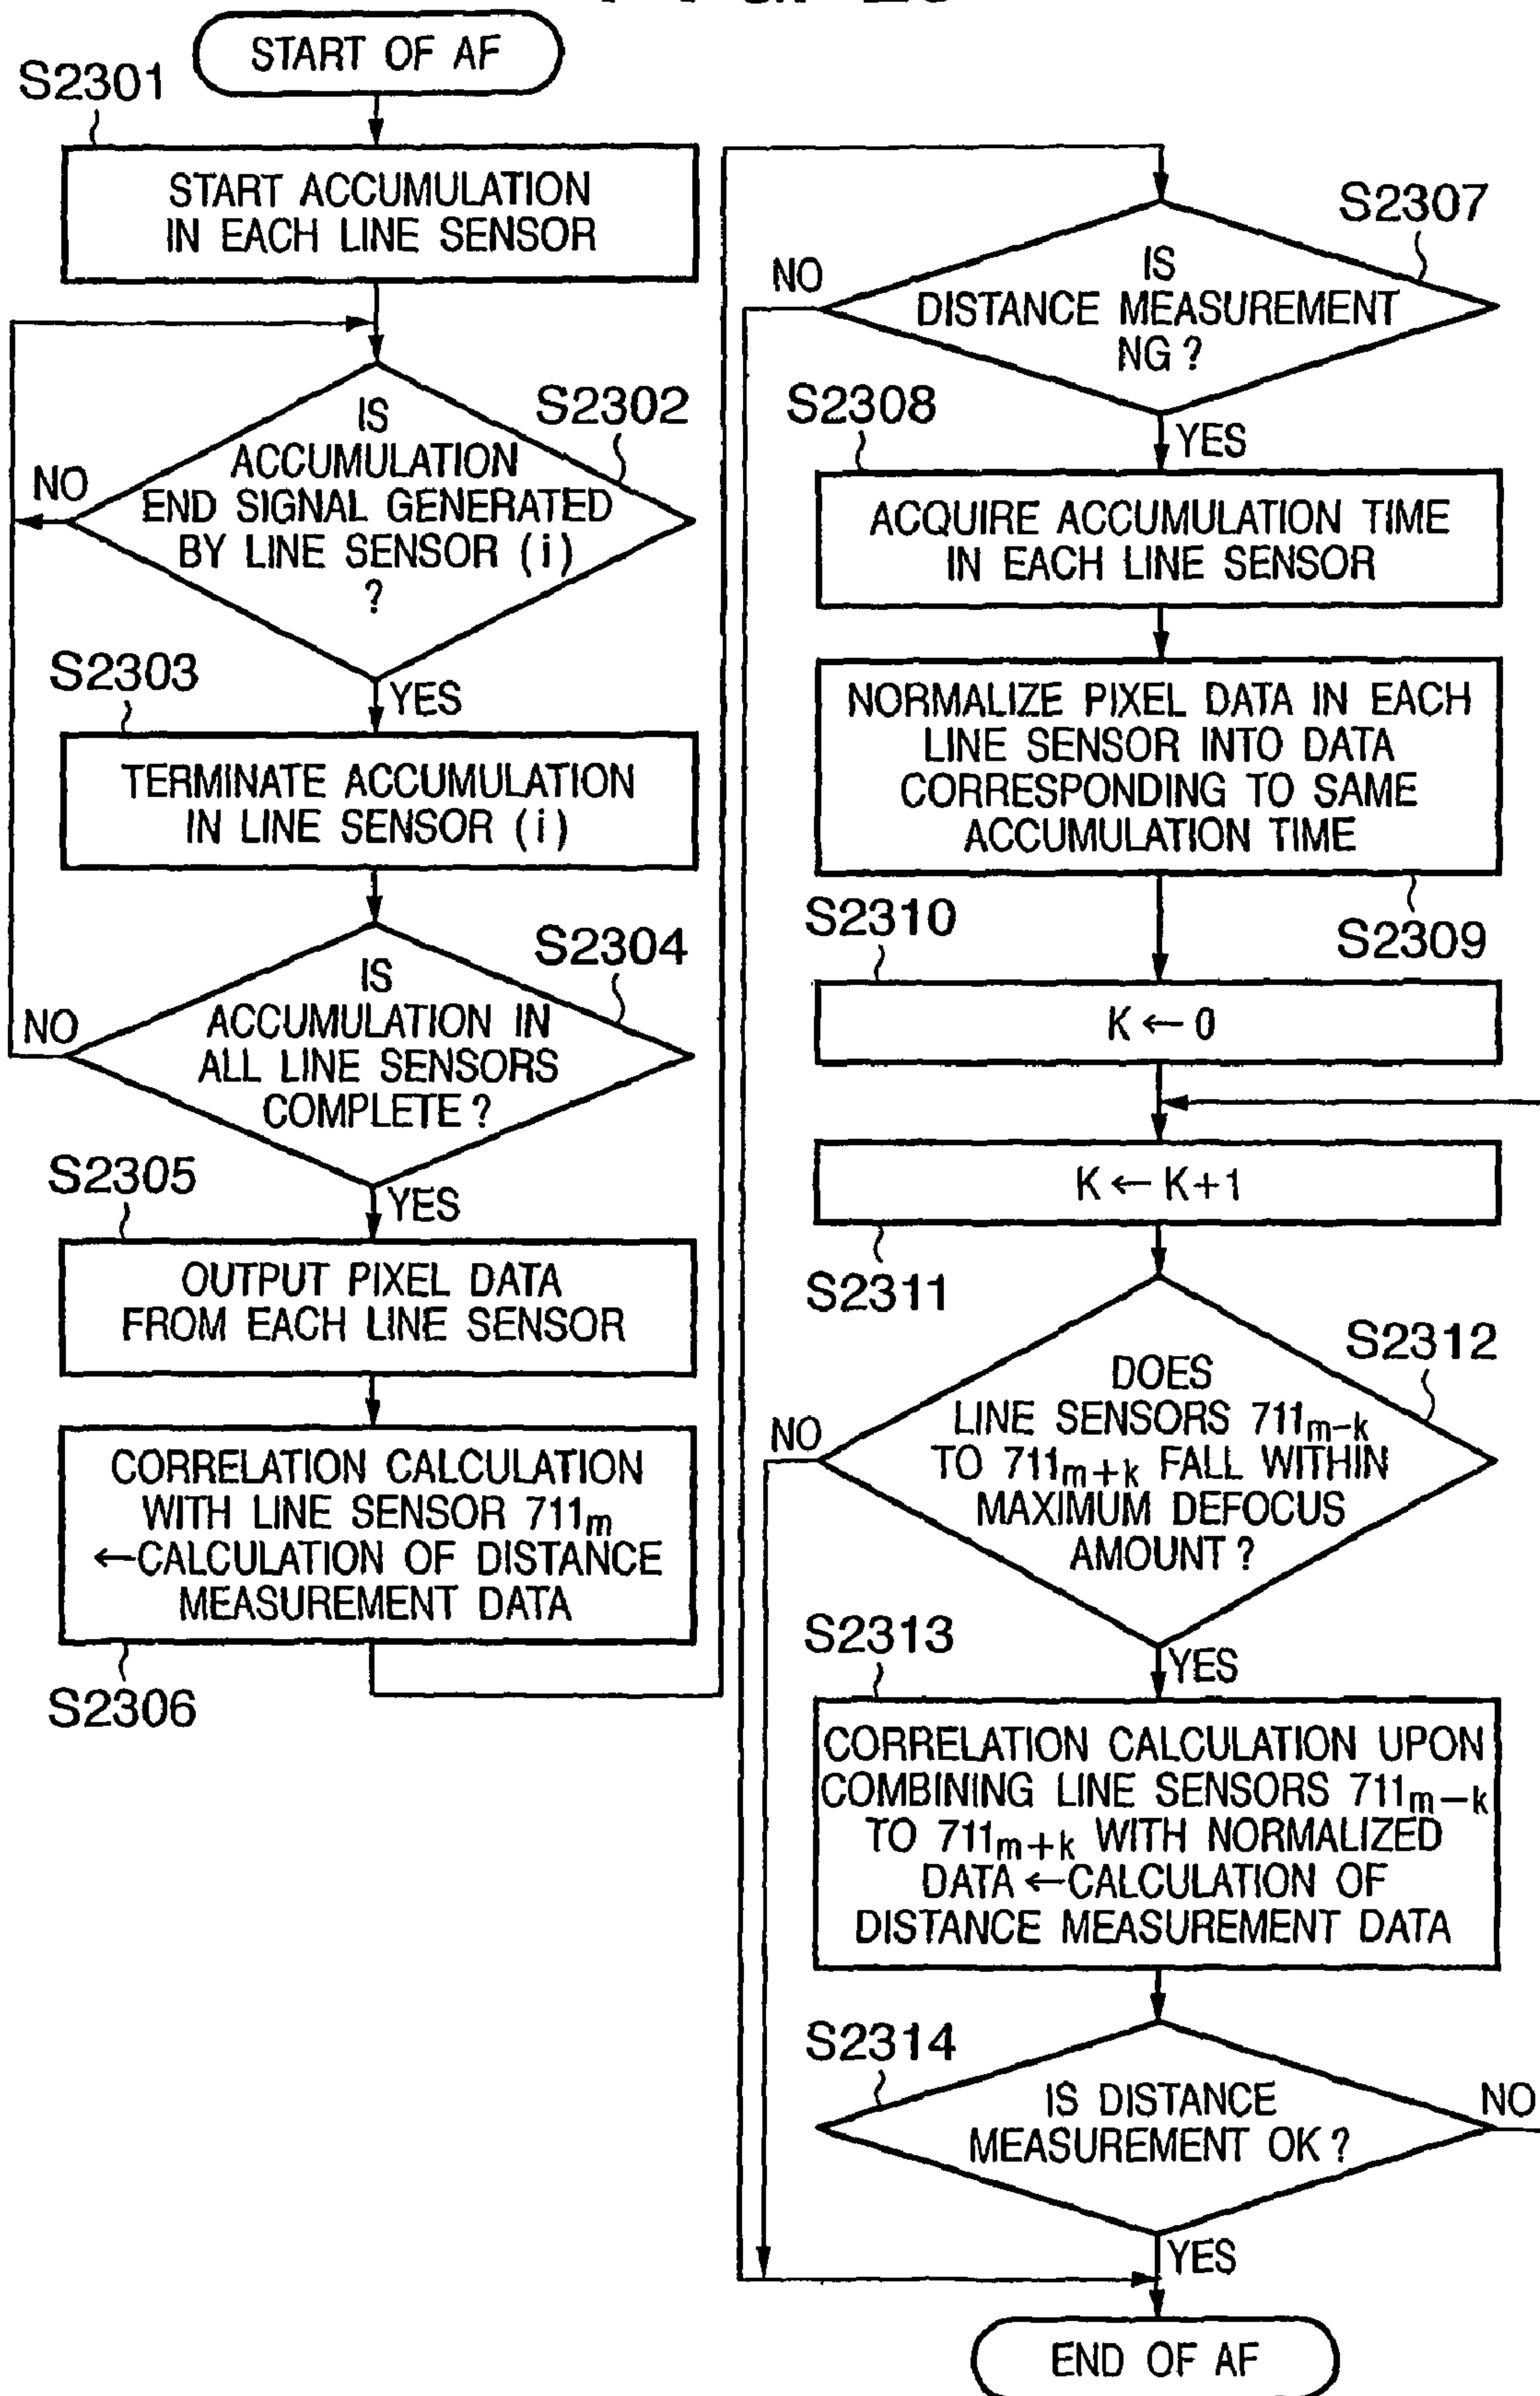 START OF AF
S2301
START ACCUMULATION
IN EACH LINE SENSOR
IS
ACCUMULATION
END SIGNAL GENERATED
BY LINE SENSOR (i)
?
S2302
NO
YES
S2303
TERMINATE ACCUMULATION
IN LINE SENSOR (i)
S2304
IS
ACCUMULATION IN
ALL LINE SENSORS
COMPLETE ?
NO
YES
S2305
OUTPUT PIXEL DATA
FROM EACH LINE SENSOR
CORRELATION CALCULATION
WITH LINE SENSOR 711m
←CALCULATION OF DISTANCE
MEASUREMENT DATA
S2306
S2307
IS
DISTANCE MEASUREMENT
NG ?
NO
YES
S2308
ACQUIRE ACCUMULATION TIME
IN EACH LINE SENSOR
NORMALIZE PIXEL DATA IN EACH
LINE SENSOR INTO DATA
CORRESPONDING TO SAME
ACCUMULATION TIME
S2309
S2310
K ← 0
K ← K+1
S2311
S2312
DOES
LINE SENSORS 711m-k
TO 711m+k FALL WITHIN
MAXIMUM DEFOCUS
AMOUNT ?
NO
YES
S2313
CORRELATION CALCULATION UPON
COMBINING LINE SENSORS 711m-k
TO 711m+k WITH NORMALIZED
DATA ←CALCULATION OF
DISTANCE MEASUREMENT DATA
S2314
IS DISTANCE
MEASUREMENT OK ?
NO
YES
END OF AF